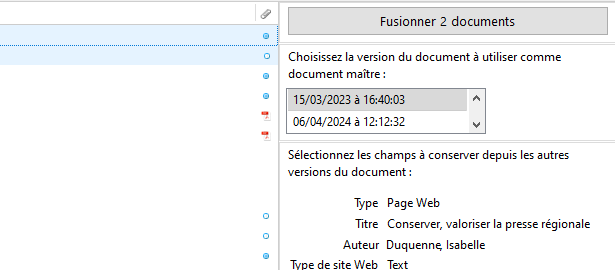 Fusionner 2 documents
Choisissez la version du document à utiliser comme
document maître :
15/03/2023 à 16:40:03
06/04/2024 à 12:12:32
Sélectionnez les champs à conserver depuis les autres
versions du document :
Type Page Web
Titre Conserver, valoriser la presse régionale
Auteur Duquenne, Isabelle
Type de site Web Text